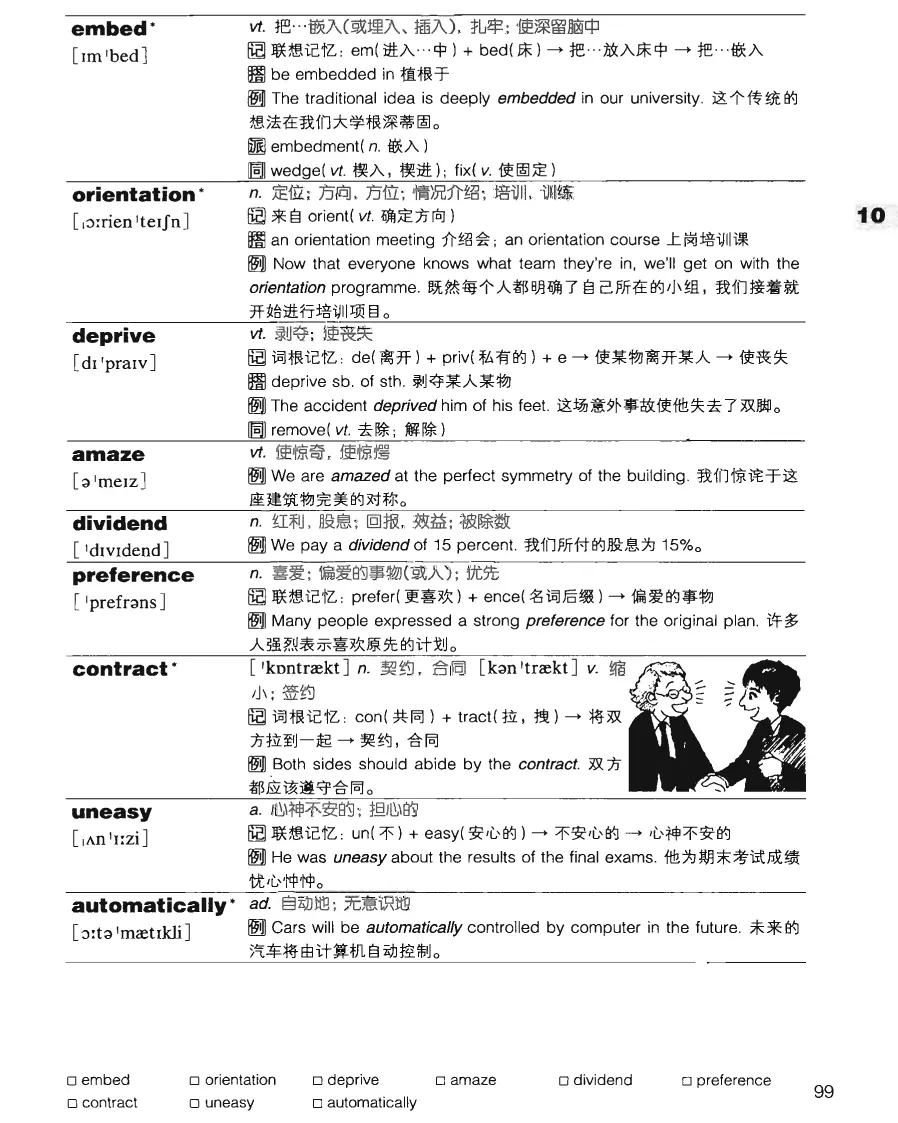 embed* vt. 把…嵌入(或埋入、插入), 扎牢; 使深留脑中
[ɪmˈbed] 记 联想记忆: em(进入…中) + bed(床) → 把…放入床中 → 把…嵌入
搭 be embedded in 植根于
例 The traditional idea is deeply embedded in our university. 这个传统的
想法在我们大学根深蒂固。
派 embedment(n. 嵌入)
同 wedge(vt. 楔入, 楔进); fix(v. 使固定)
orientation* n. 定位; 方向, 方位; 情况介绍; 培训, 训练
[ˌɔːrienˈteɪʃn] 记 来自 orient(vt. 确定方向)
10
搭 an orientation meeting 介绍会; an orientation course 上岗培训课
例 Now that everyone knows what team they're in, we'll get on with the
orientation programme. 既然每个人都明确了自己所在的小组, 我们接着就
开始进行培训项目。
deprive vt. 剥夺; 使丧失
[dɪˈpraɪv] 记 词根记忆: de(离开) + priv(私有的) + e → 使某物离开某人 → 使丧失
搭 deprive sb. of sth. 剥夺某人某物
例 The accident deprived him of his feet. 这场意外事故使他失去了双脚。
同 remove(vt. 去除; 解除)
amaze vt. 使惊奇, 使惊愕
[əˈmeɪz] 例 We are amazed at the perfect symmetry of the building. 我们惊诧于这
座建筑物完美的对称。
dividend n. 红利, 股息; 回报, 效益; 被除数
[ˈdɪvɪdend] 例 We pay a dividend of 15 percent. 我们所付的股息为 15%。
preference n. 喜爱; 偏爱的事物(或人); 优先
[ˈprefrəns] 记 联想记忆: prefer(更喜欢) + ence(名词后缀) → 偏爱的事物
例 Many people expressed a strong preference for the original plan. 许多
人强烈表示喜欢原先的计划。
contract* [ˈkɒntrækt] n. 契约, 合同 [kənˈtrækt] v. 缩
小; 签约
记 词根记忆: con(共同) + tract(拉, 拽) → 将双
方拉到一起 → 契约, 合同
例 Both sides should abide by the contract. 双方
都应该遵守合同。
uneasy a. 心神不安的; 担心的
[ˌʌnˈiːzi] 记 联想记忆: un(不) + easy(安心的) → 不安心的 → 心神不安的
例 He was uneasy about the results of the final exams. 他为期末考试成绩
忧心忡忡。
automatically* ad. 自动地; 无意识地
[ˌɔːtəˈmætɪkli] 例 Cars will be automatically controlled by computer in the future. 未来的
汽车将由计算机自动控制。
□ embed □ orientation □ deprive □ amaze □ dividend □ preference
□ contract □ uneasy □ automatically
99